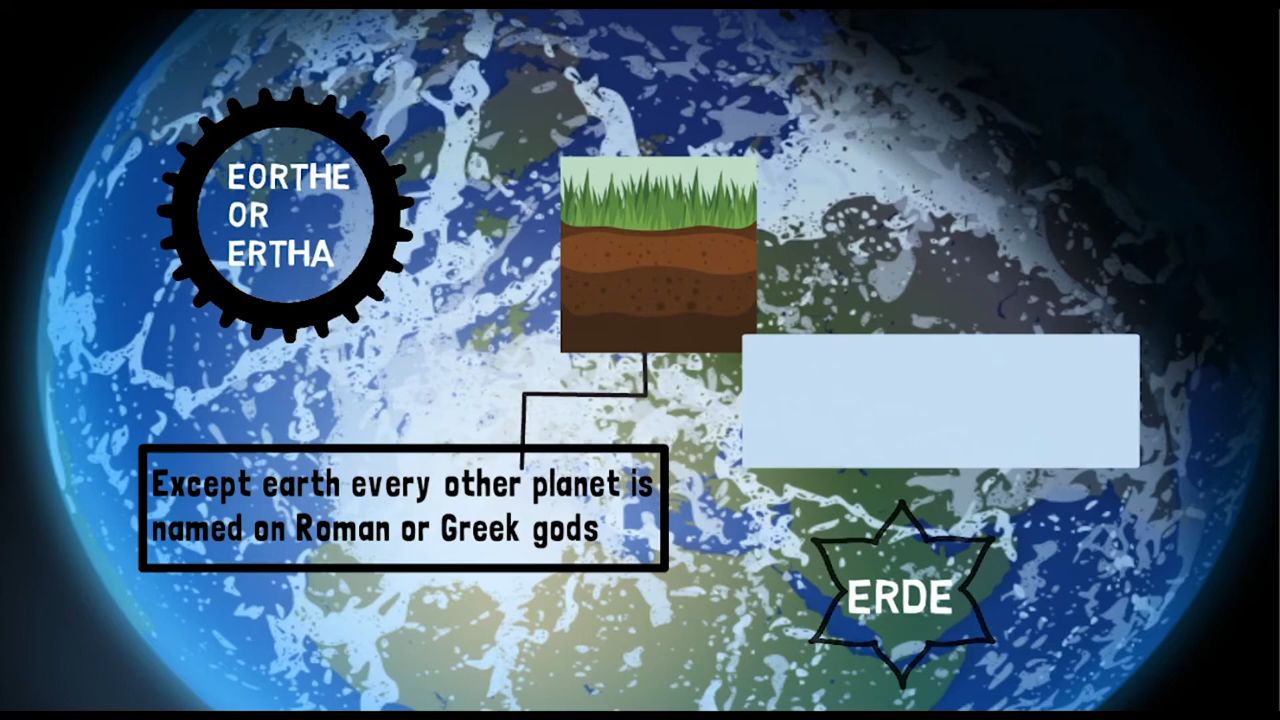 EORTHE
OR
ERTHA
Except earth every other planet is
named on Roman or Greek gods
ERDE